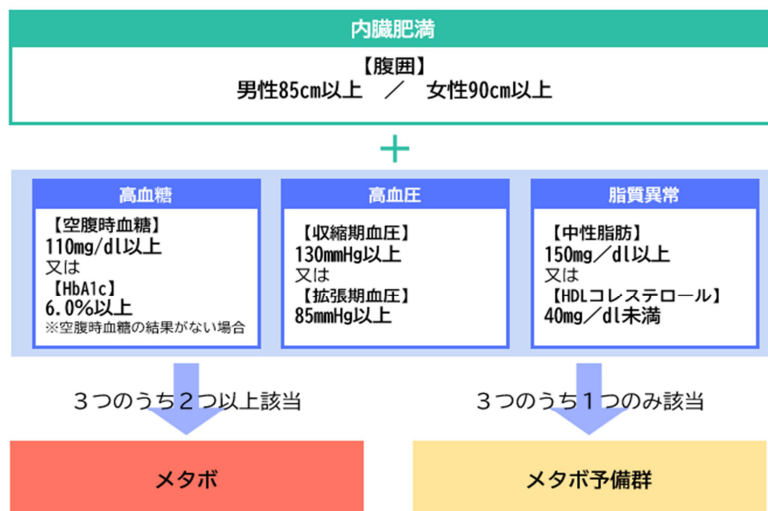 内臓肥満
【腹囲】
男性85cm以上　／　女性90cm以上
＋
高血糖
【空腹時血糖】
110mg/dl以上
又は
【HbA1c】
6.0%以上
※空腹時血糖の結果がない場合
高血圧
【収縮期血圧】
130mmHg以上
又は
【拡張期血圧】
85mmHg以上
脂質異常
【中性脂肪】
150mg／dl以上
又は
【HDLコレステロール】
40mg／dl未満
３つのうち２つ以上該当
３つのうち１つのみ該当
メタボ
メタボ予備群